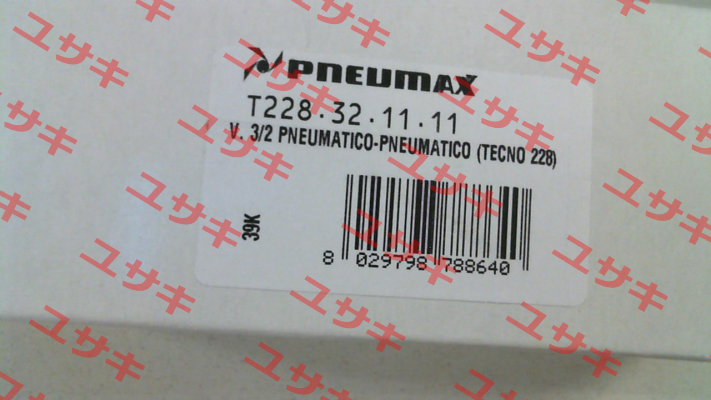 PNEUMAX
T228.32.11.11
V. 3/2 PNEUMATICO-PNEUMATICO (TECNO 228)
39K
8 029798 788640
ユサキ